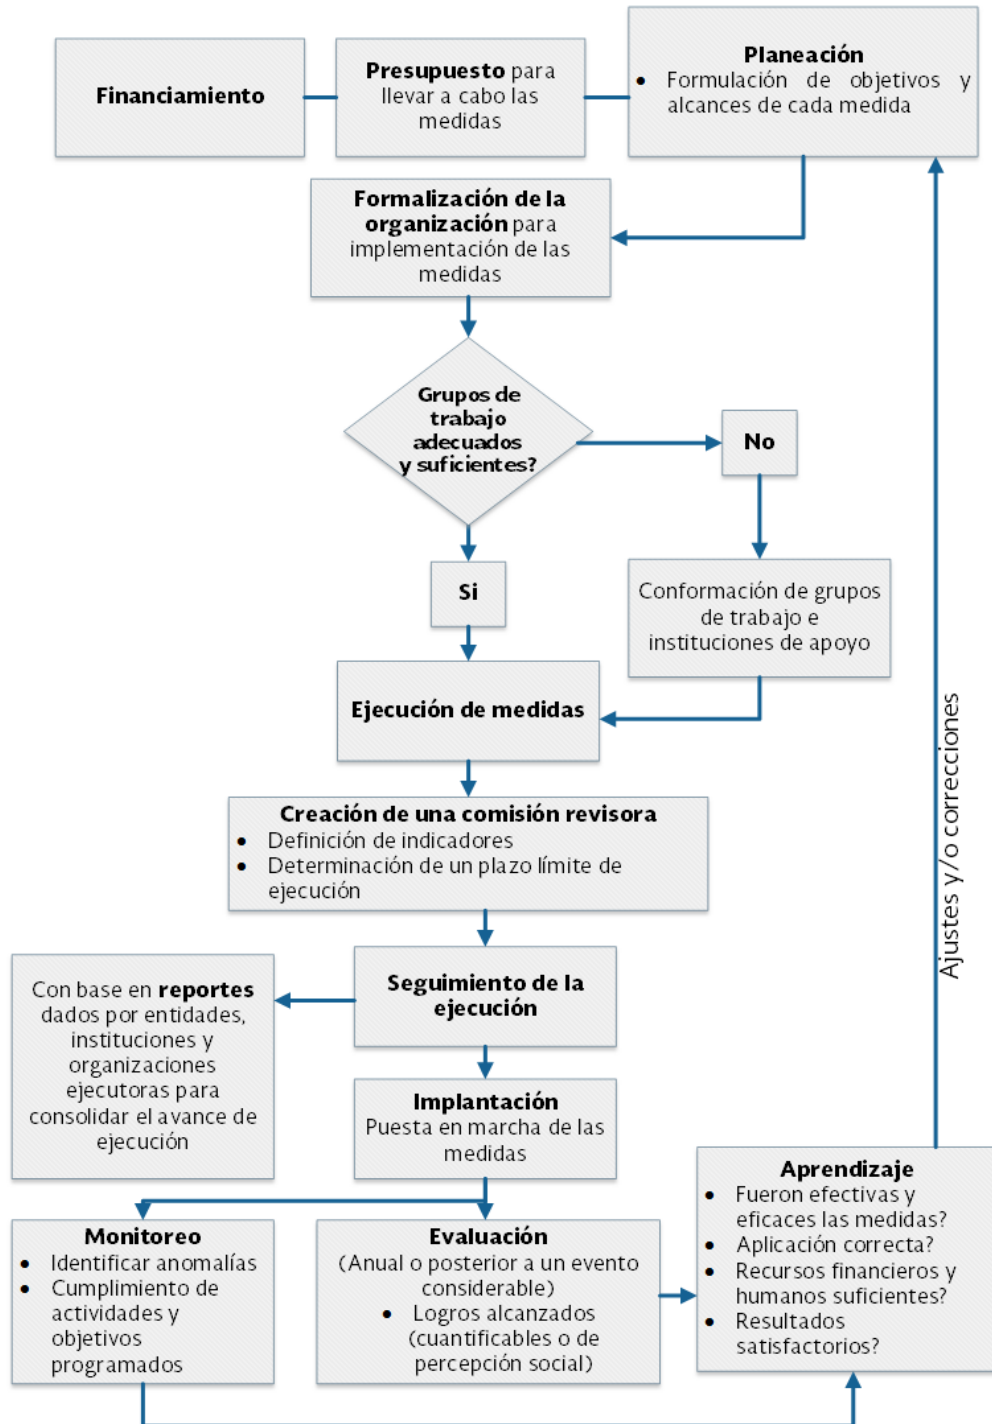 Financiamiento
Presupuesto para
llevar a cabo las
medidas
Planeación
• Formulación de objetivos y
alcances de cada medida
Formalización de la
organización para
implementación de las
medidas
Grupos de
trabajo
adecuados
y suficientes?
No
Si
Conformación de grupos
de trabajo e
instituciones de apoyo
Ejecución de medidas
Creación de una comisión revisora
• Definición de indicadores
• Determinación de un plazo límite de
ejecución
Seguimiento de la
ejecución
Con base en reportes
dados por entidades,
instituciones y
organizaciones
ejecutoras para
consolidar el avance de
ejecución
Implantación
Puesta en marcha de las
medidas
Monitoreo
• Identificar anomalías
• Cumplimiento de
actividades y
objetivos
programados
Evaluación
(Anual o posterior a un evento
considerable)
• Logros alcanzados
(cuantificables o de
percepción social)
Aprendizaje
• Fueron efectivas y
eficaces las medidas?
• Aplicación correcta?
• Recursos financieros y
humanos suficientes?
• Resultados
satisfactorios?
Ajustes y/o correcciones